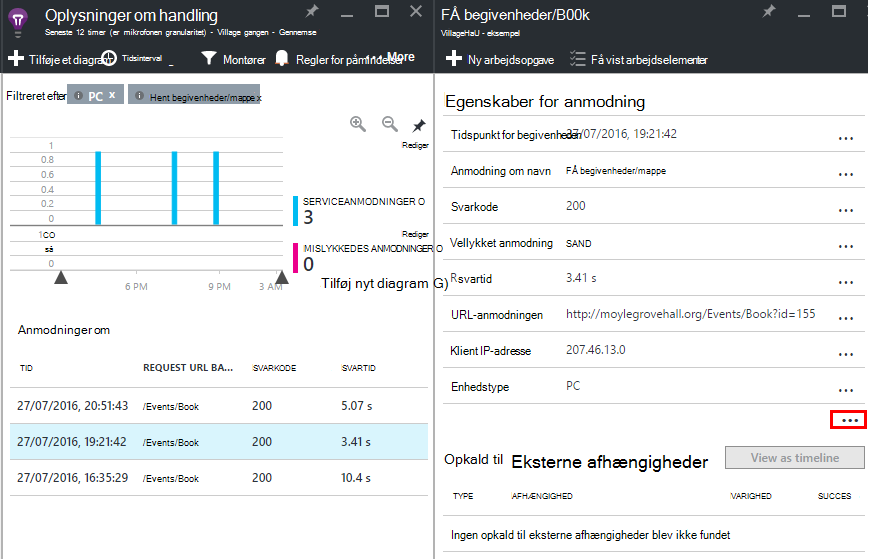 Oplysninger om handling
Seneste 12 timer (er mikrofonen granularitet) - Village gangen - Gennemse
Tilføje et diagram Tidsinterval Montører Regler for påmindelse More
Filtreret efter PC x Hent begivenheder/mappe x
Rediger
1
0.8
0.6
0.4
0.2
0
SERVICEANMODNINGER O
3
Rediger
1CO
så
0
MISLYKKEDES ANMODNINGER O
0
6 PM 9 PM 3 AM
Tilføj nyt diagram G)
Anmodninger om
TID REQUEST URL BA... SVARKODE SVARTID
27/07/2016, 20:51:43 /Events/Book 200 5.07 s
27/07/2016, 19:21:42 /Events/Book 200 3.41 s
27/07/2016, 16:35:29 /Events/Book 200 10.4 s
FÅ begivenheder/B00k
VillageHaU - eksempel
Ny arbejdsopgave Få vist arbejdselementer
Egenskaber for anmodning
Tidspunkt for begivenheden 27/07/2016, 19:21:42 ...
Anmodning om navn FÅ begivenheder/mappe ...
Svarkode 200 ...
Vellykket anmodning SAND ...
Rsvartid 3.41 s ...
URL-anmodningen http://moylegrovehall.org/Events/Book?id=155 ...
Klient IP-adresse 207.46.13.0 ...
Enhedstype PC ...
...
Opkald til Eksterne afhængigheder View as timeline
TYPE AFHÆNGIGHED VARIGHED SUCCES
Ingen opkald til eksterne afhængigheder blev ikke fundet